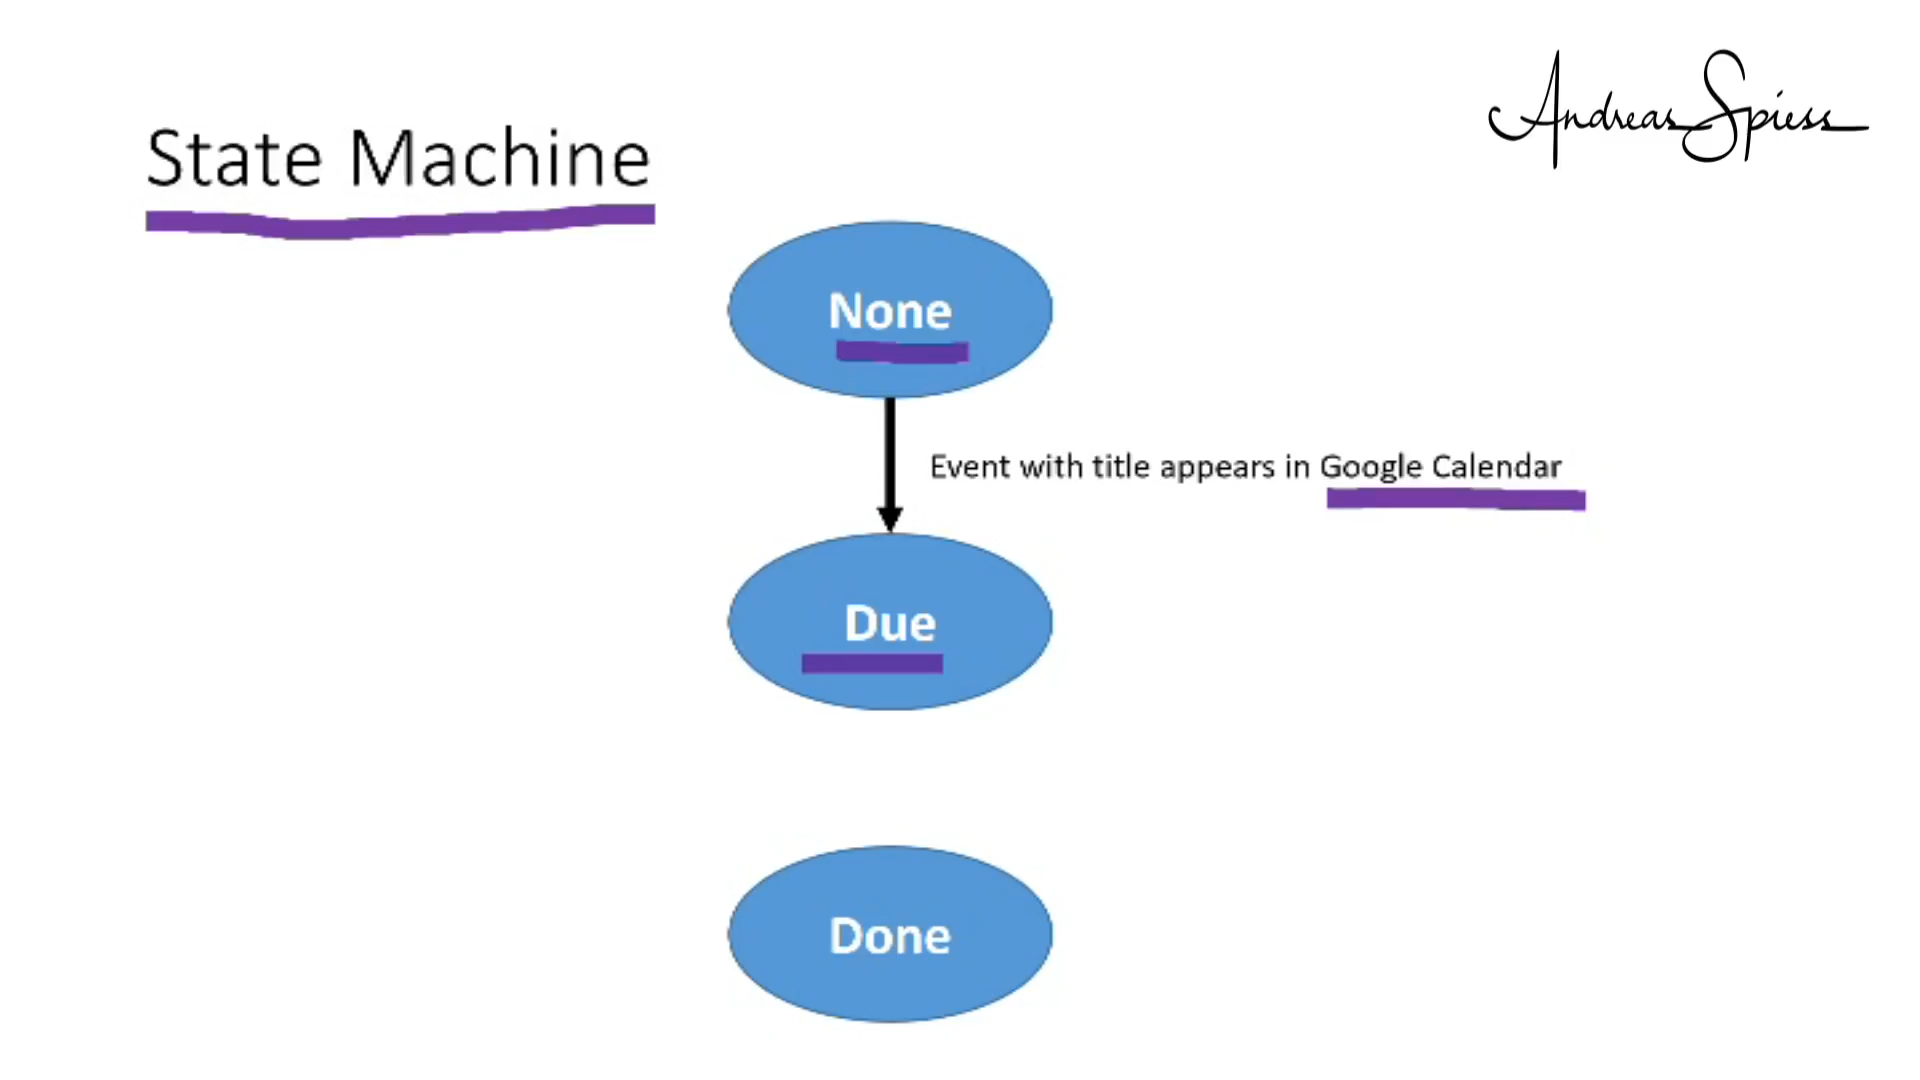 Andreas Spiess
State Machine
None
Event with title appears in Google Calendar
Due
Done